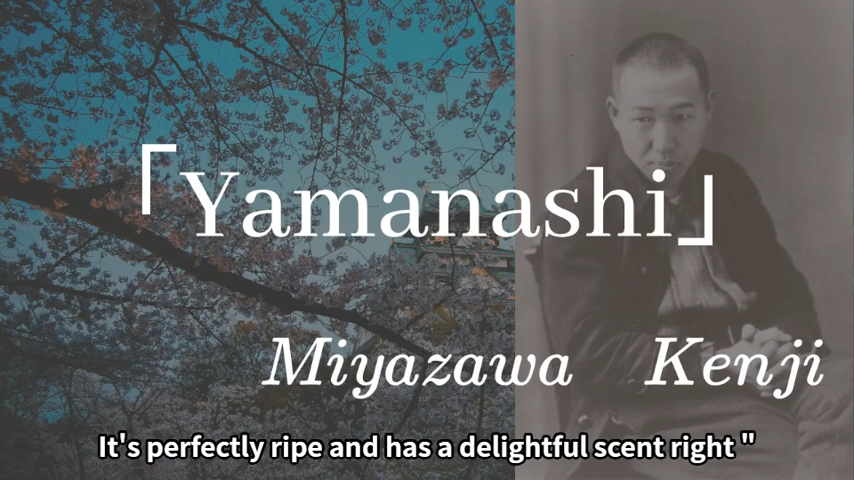 「Yamanashi」
Miyazawa Kenji
It's perfectly ripe and has a delightful scent right "